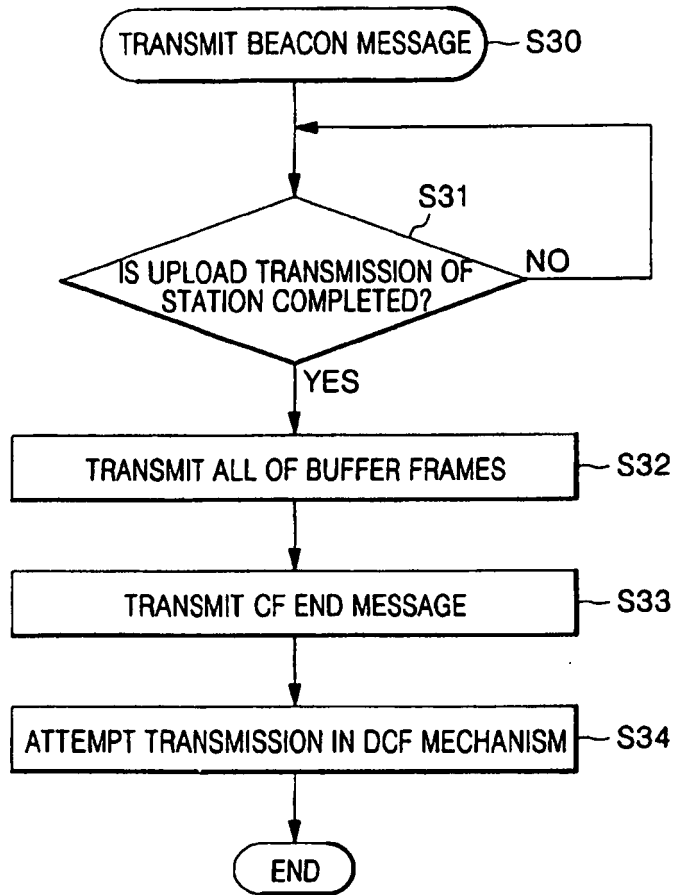 TRANSMIT BEACON MESSAGE
S30
S31
IS UPLOAD TRANSMISSION OF
STATION COMPLETED?
NO
YES
TRANSMIT ALL OF BUFFER FRAMES
S32
TRANSMIT CF END MESSAGE
S33
ATTEMPT TRANSMISSION IN DCF MECHANISM
S34
END